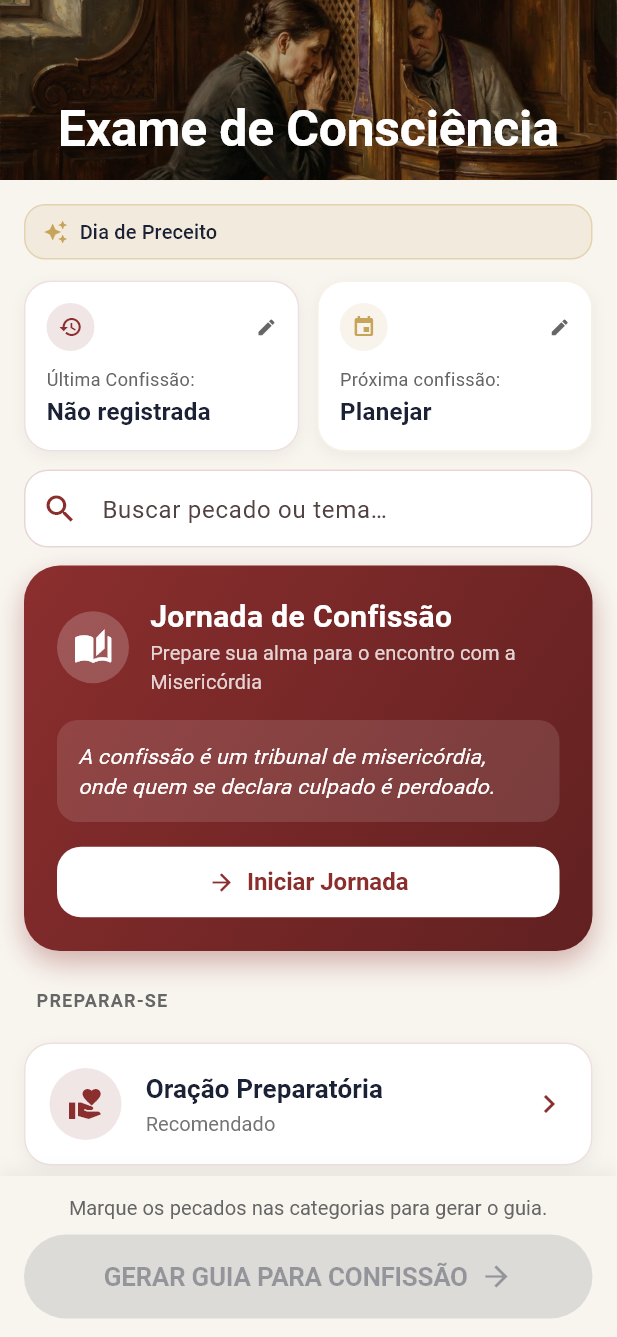 Exame de Consciência
Dia de Preceito
Última Confissão:
Não registrada
Próxima confissão:
Planejar
Buscar pecado ou tema...
Jornada de Confissão
Prepare sua alma para o encontro com a
Misericórdia
A confissão é um tribunal de misericórdia,
onde quem se declara culpado é perdoado.
Iniciar Jornada
PREPARAR-SE
Oração Preparatória
Recomendado
Marque os pecados nas categorias para gerar o guia.
GERAR GUIA PARA CONFISSÃO